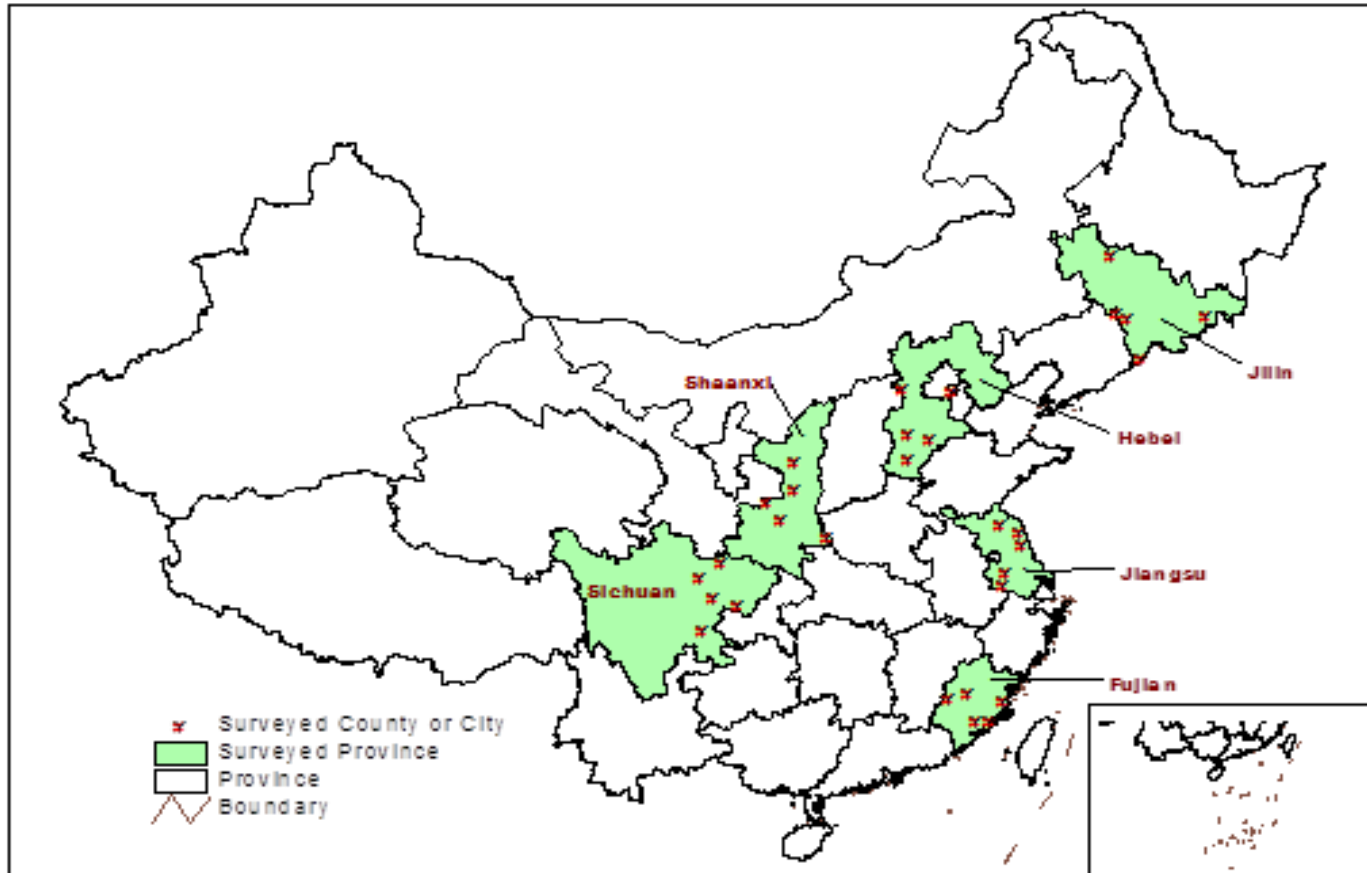 Shaanxi
Jilin
Hebei
Jiangsu
Sichuan
Fujian
Surveyed County or City
Surveyed Province
Province
Boundary